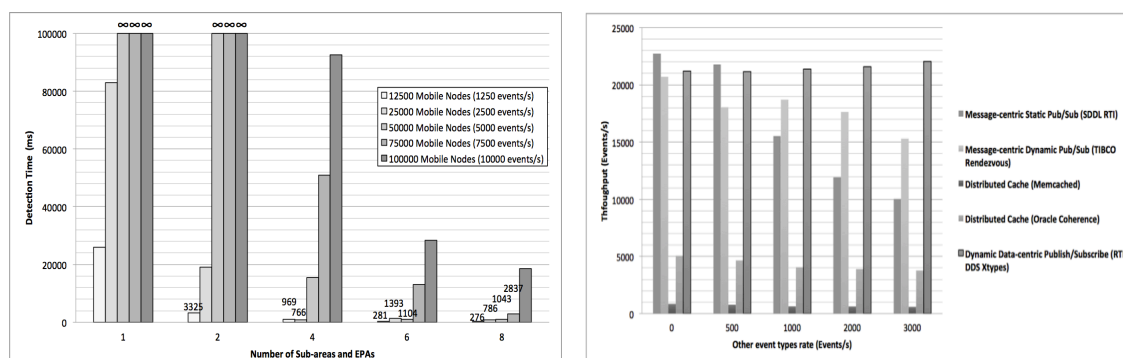 ∞∞∞ ∞∞∞
100000
80000
60000
40000
20000
0
Detection Time (ms)
12500 Mobile Nodes (1250 events/s)
25000 Mobile Nodes (2500 events/s)
50000 Mobile Nodes (5000 events/s)
75000 Mobile Nodes (7500 events/s)
100000 Mobile Nodes (10000 events/s)
3325
969
766
281
1393
1104
276
786
1043
2837
1 2 4 6 8
Number of Sub-areas and EPAs
25000
20000
15000
10000
5000
0
Thfoughput (Events/s)
0 500 1000 2000 3000
Other event types rate (Events/s)
Message-centric Static Pub/Sub (SDDL RTI)
Message-centric Dynamic Pub/Sub (TIBCO
Rendezvous)
Distributed Cache (Memcached)
Distributed Cache (Oracle Coherence)
Dynamic Data-centric Publish/Subscribe (RTI
DDS Xtypes)